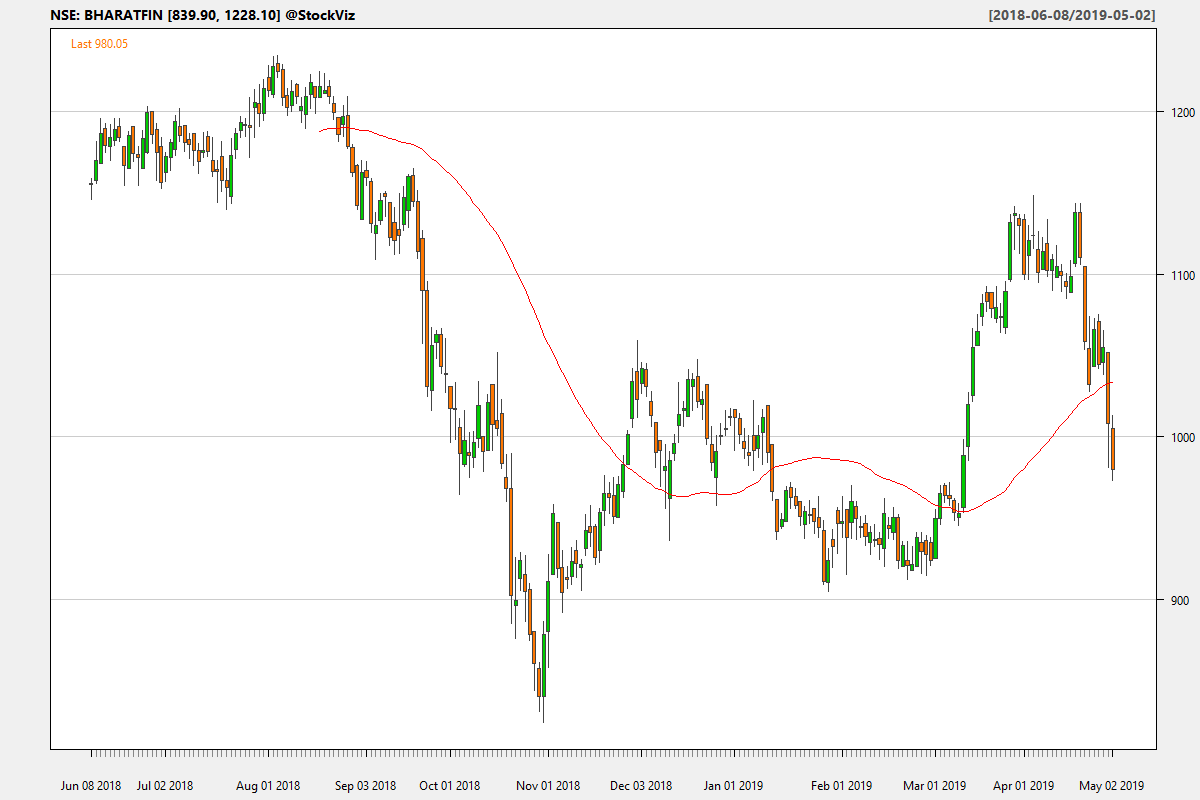 NSE: BHARATFIN [839.90, 1228.10] @StockViz [2018-06-08/2019-05-02]
Last 980.05
1200
1100
1000
900
Jun 08 2018 Jul 02 2018 Aug 01 2018 Sep 03 2018 Oct 01 2018 Nov 01 2018 Dec 03 2018 Jan 01 2019 Feb 01 2019 Mar 01 2019 Apr 01 2019 May 02 2019